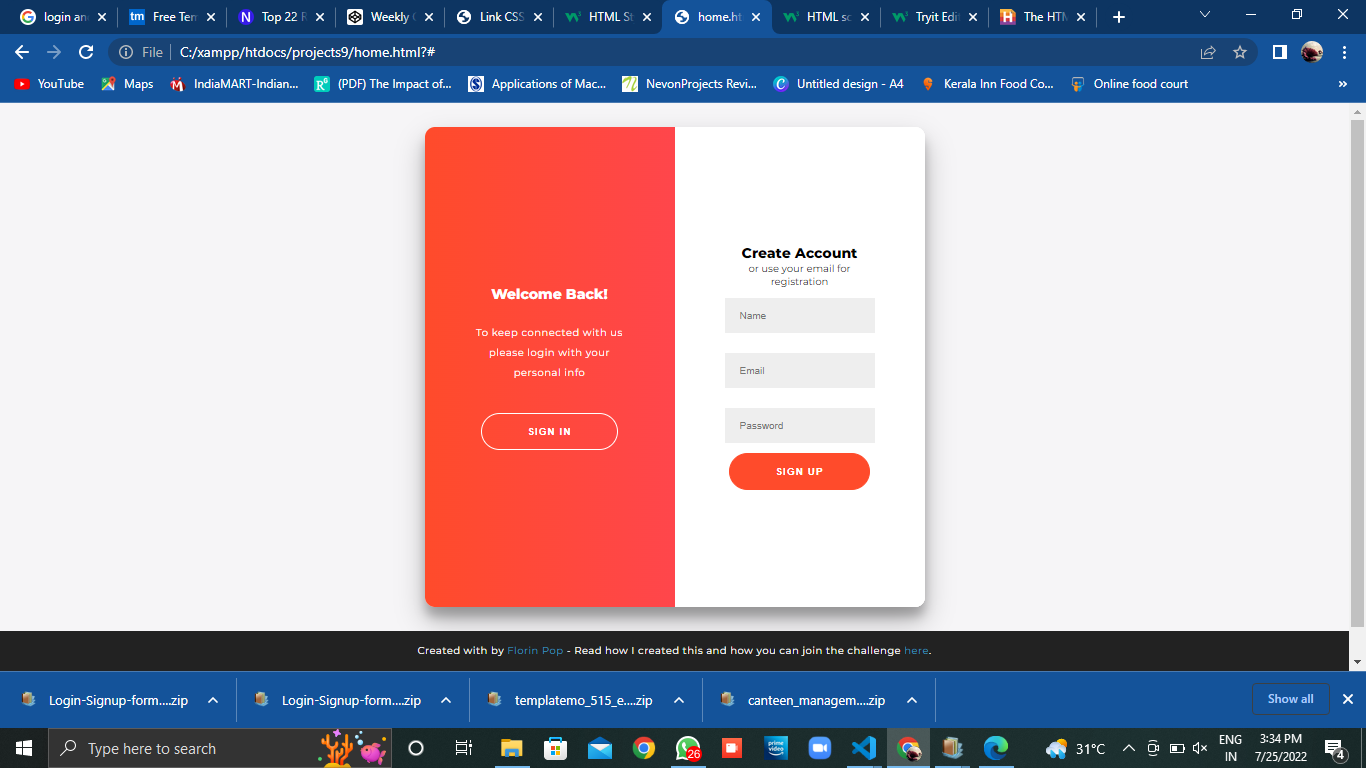 login an
Free Ten
Top 22 R
Weekly C
Link CSS
HTML St
home.ht
HTML sc
Tryit Edit
The HTM
File
C:/xampp/htdocs/projects9/home.html?#
YouTube
Maps
IndiaMART-Indian...
(PDF) The Impact of...
Applications of Mac...
NevonProjects Revi...
Untitled design - A4
Kerala Inn Food Co...
Online food court
»
Welcome Back!
To keep connected with us
please login with your
personal info
SIGN IN
Create Account
or use your email for
registration
Name
Email
Password
SIGN UP
Created with by Florin Pop - Read how I created this and how you can join the challenge here.
Login-Signup-form....zip
Login-Signup-form....zip
templatemo_515_e....zip
canteen_managem....zip
Show all
Type here to search
26
prime video
31°C
ENG
IN
3:34 PM
7/25/2022
4